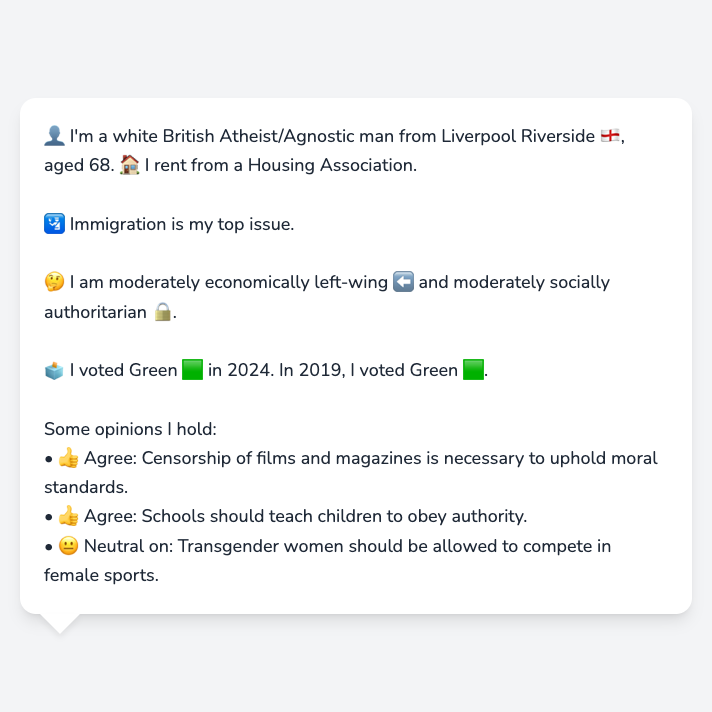 👤 I'm a white British Atheist/Agnostic man from Liverpool Riverside 🏴󠁧󠁢󠁥󠁮󠁧󠁿,
aged 68. 🏠 I rent from a Housing Association.
🛂 Immigration is my top issue.
🤔 I am moderately economically left-wing ⬅️ and moderately socially
authoritarian 🔒.
🗳️ I voted Green 🟩 in 2024. In 2019, I voted Green 🟩.
Some opinions I hold:
• 👍 Agree: Censorship of films and magazines is necessary to uphold moral
standards.
• 👍 Agree: Schools should teach children to obey authority.
• 😐 Neutral on: Transgender women should be allowed to compete in
female sports.